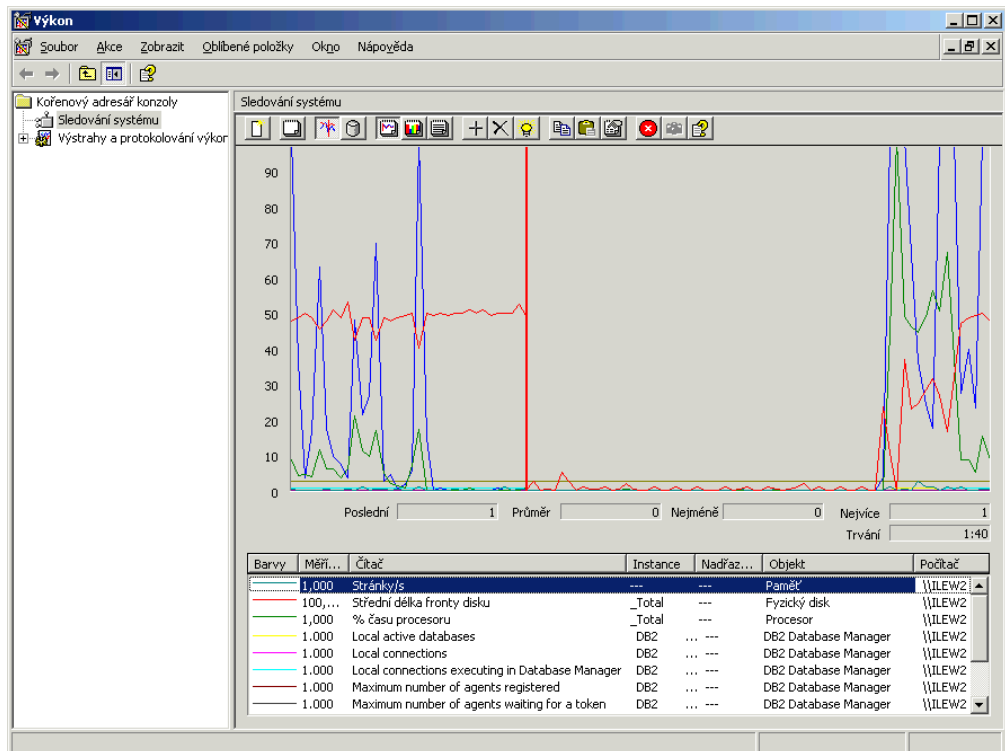 Výkon
Soubor Akce Zobrazit Oblíbené položky Okno Nápověda
Kořenový adresář konzoly
Sledování systému
Výstrahy a protokolování výkor
Sledování systému
90
80
70
60
50
40
30
20
10
0
Poslední 1 Průměr 0 Nejméně 0 Nejvíce 1
Trvání 1:40
Barvy Měří... Čítač Instance Nadřaz... Objekt Počítač
1,000 Stránky/s --- --- Paměť \\ILEW2
100,... Střední délka fronty disku _Total --- Fyzický disk \\ILEW2
1,000 % času procesoru _Total --- Procesor \\ILEW2
1.000 Local active databases DB2 ... --- DB2 Database Manager \\ILEW2
1.000 Local connections DB2 ... --- DB2 Database Manager \\ILEW2
1.000 Local connections executing in Database Manager DB2 ... --- DB2 Database Manager \\ILEW2
1.000 Maximum number of agents registered DB2 ... --- DB2 Database Manager \\ILEW2
1.000 Maximum number of agents waiting for a token DB2 ... --- DB2 Database Manager \\ILEW2